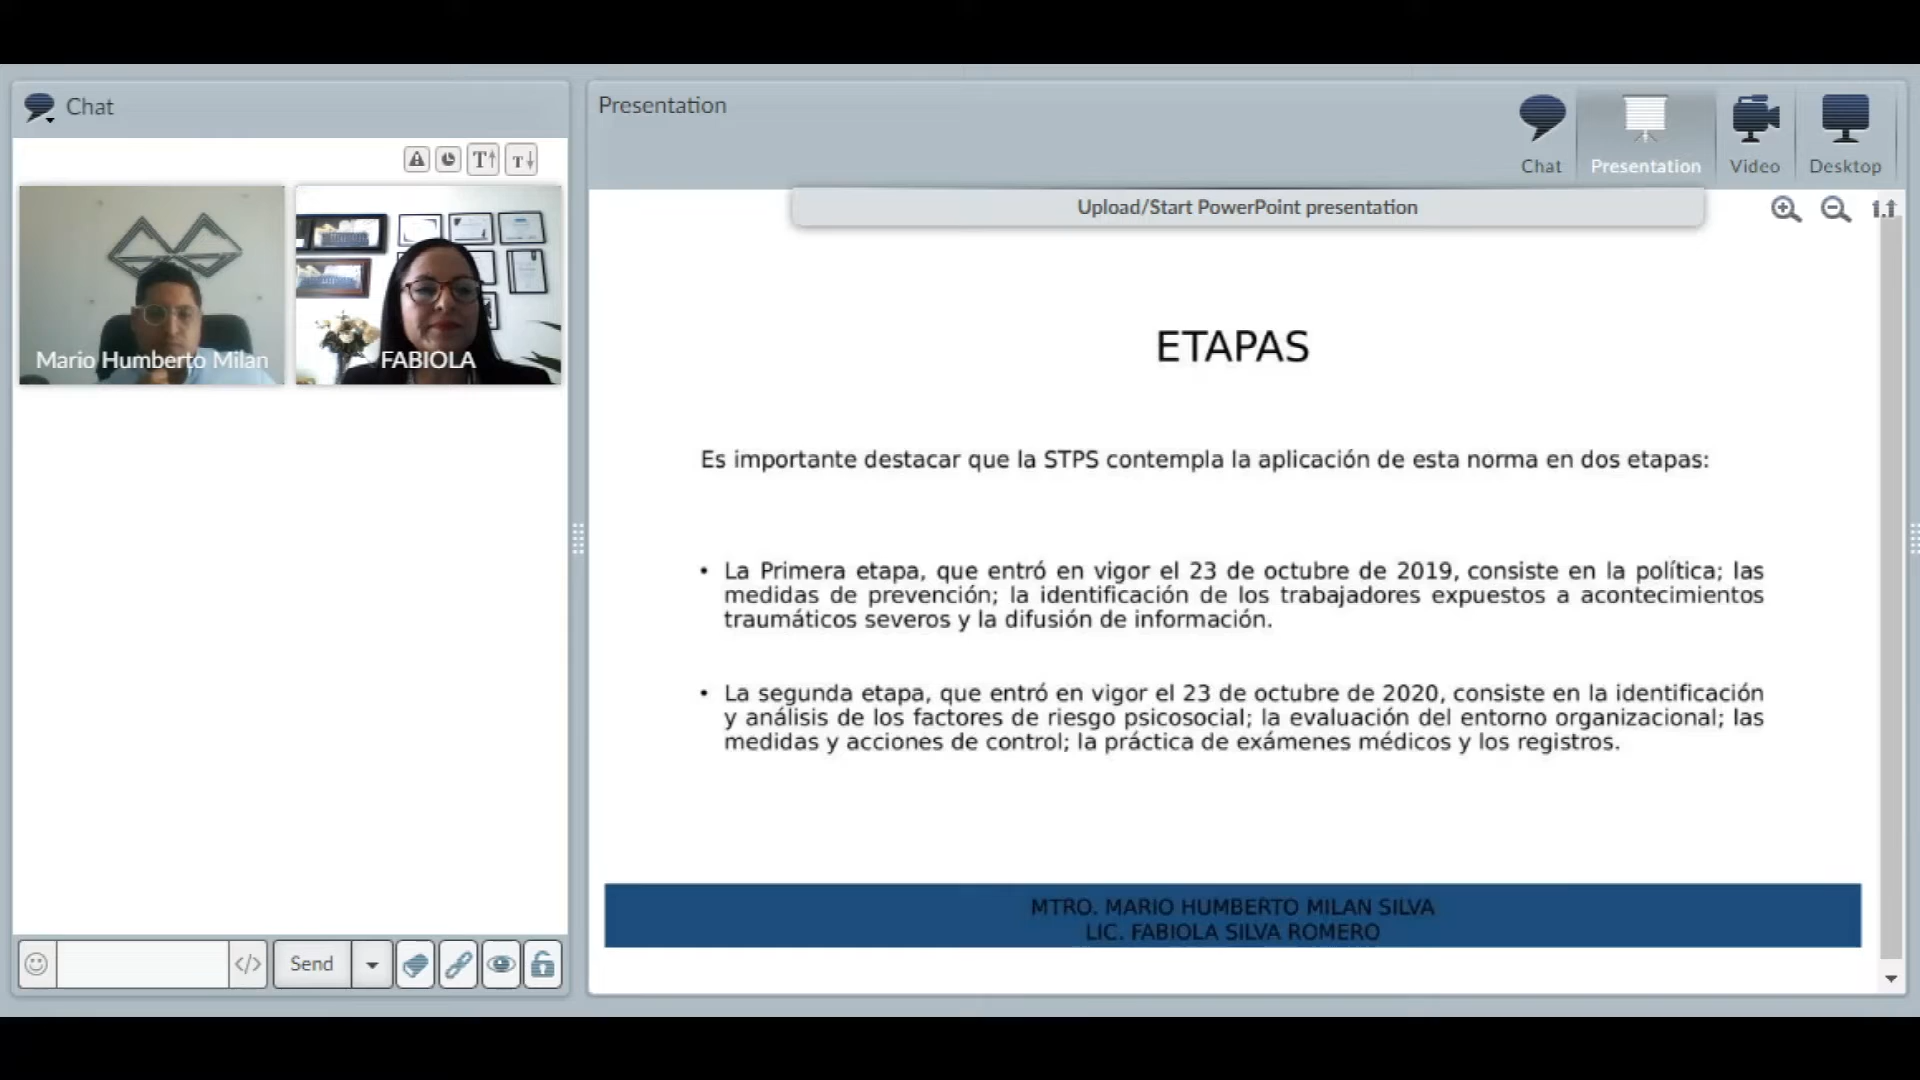 Chat
Mario Humberto Milan
FABIOLA
Send
Presentation
Chat
Presentation
Video
Desktop
Upload/Start PowerPoint presentation
1:1
ETAPAS
Es importante destacar que la STPS contempla la aplicación de esta norma en dos etapas:
• La Primera etapa, que entró en vigor el 23 de octubre de 2019, consiste en la política; las
medidas de prevención; la identificación de los trabajadores expuestos a acontecimientos
traumáticos severos y la difusión de información.
• La segunda etapa, que entró en vigor el 23 de octubre de 2020, consiste en la identificación
y análisis de los factores de riesgo psicosocial; la evaluación del entorno organizacional; las
medidas y acciones de control; la práctica de exámenes médicos y los registros.
MTRO. MARIO HUMBERTO MILAN SILVA
LIC. FABIOLA SILVA ROMERO